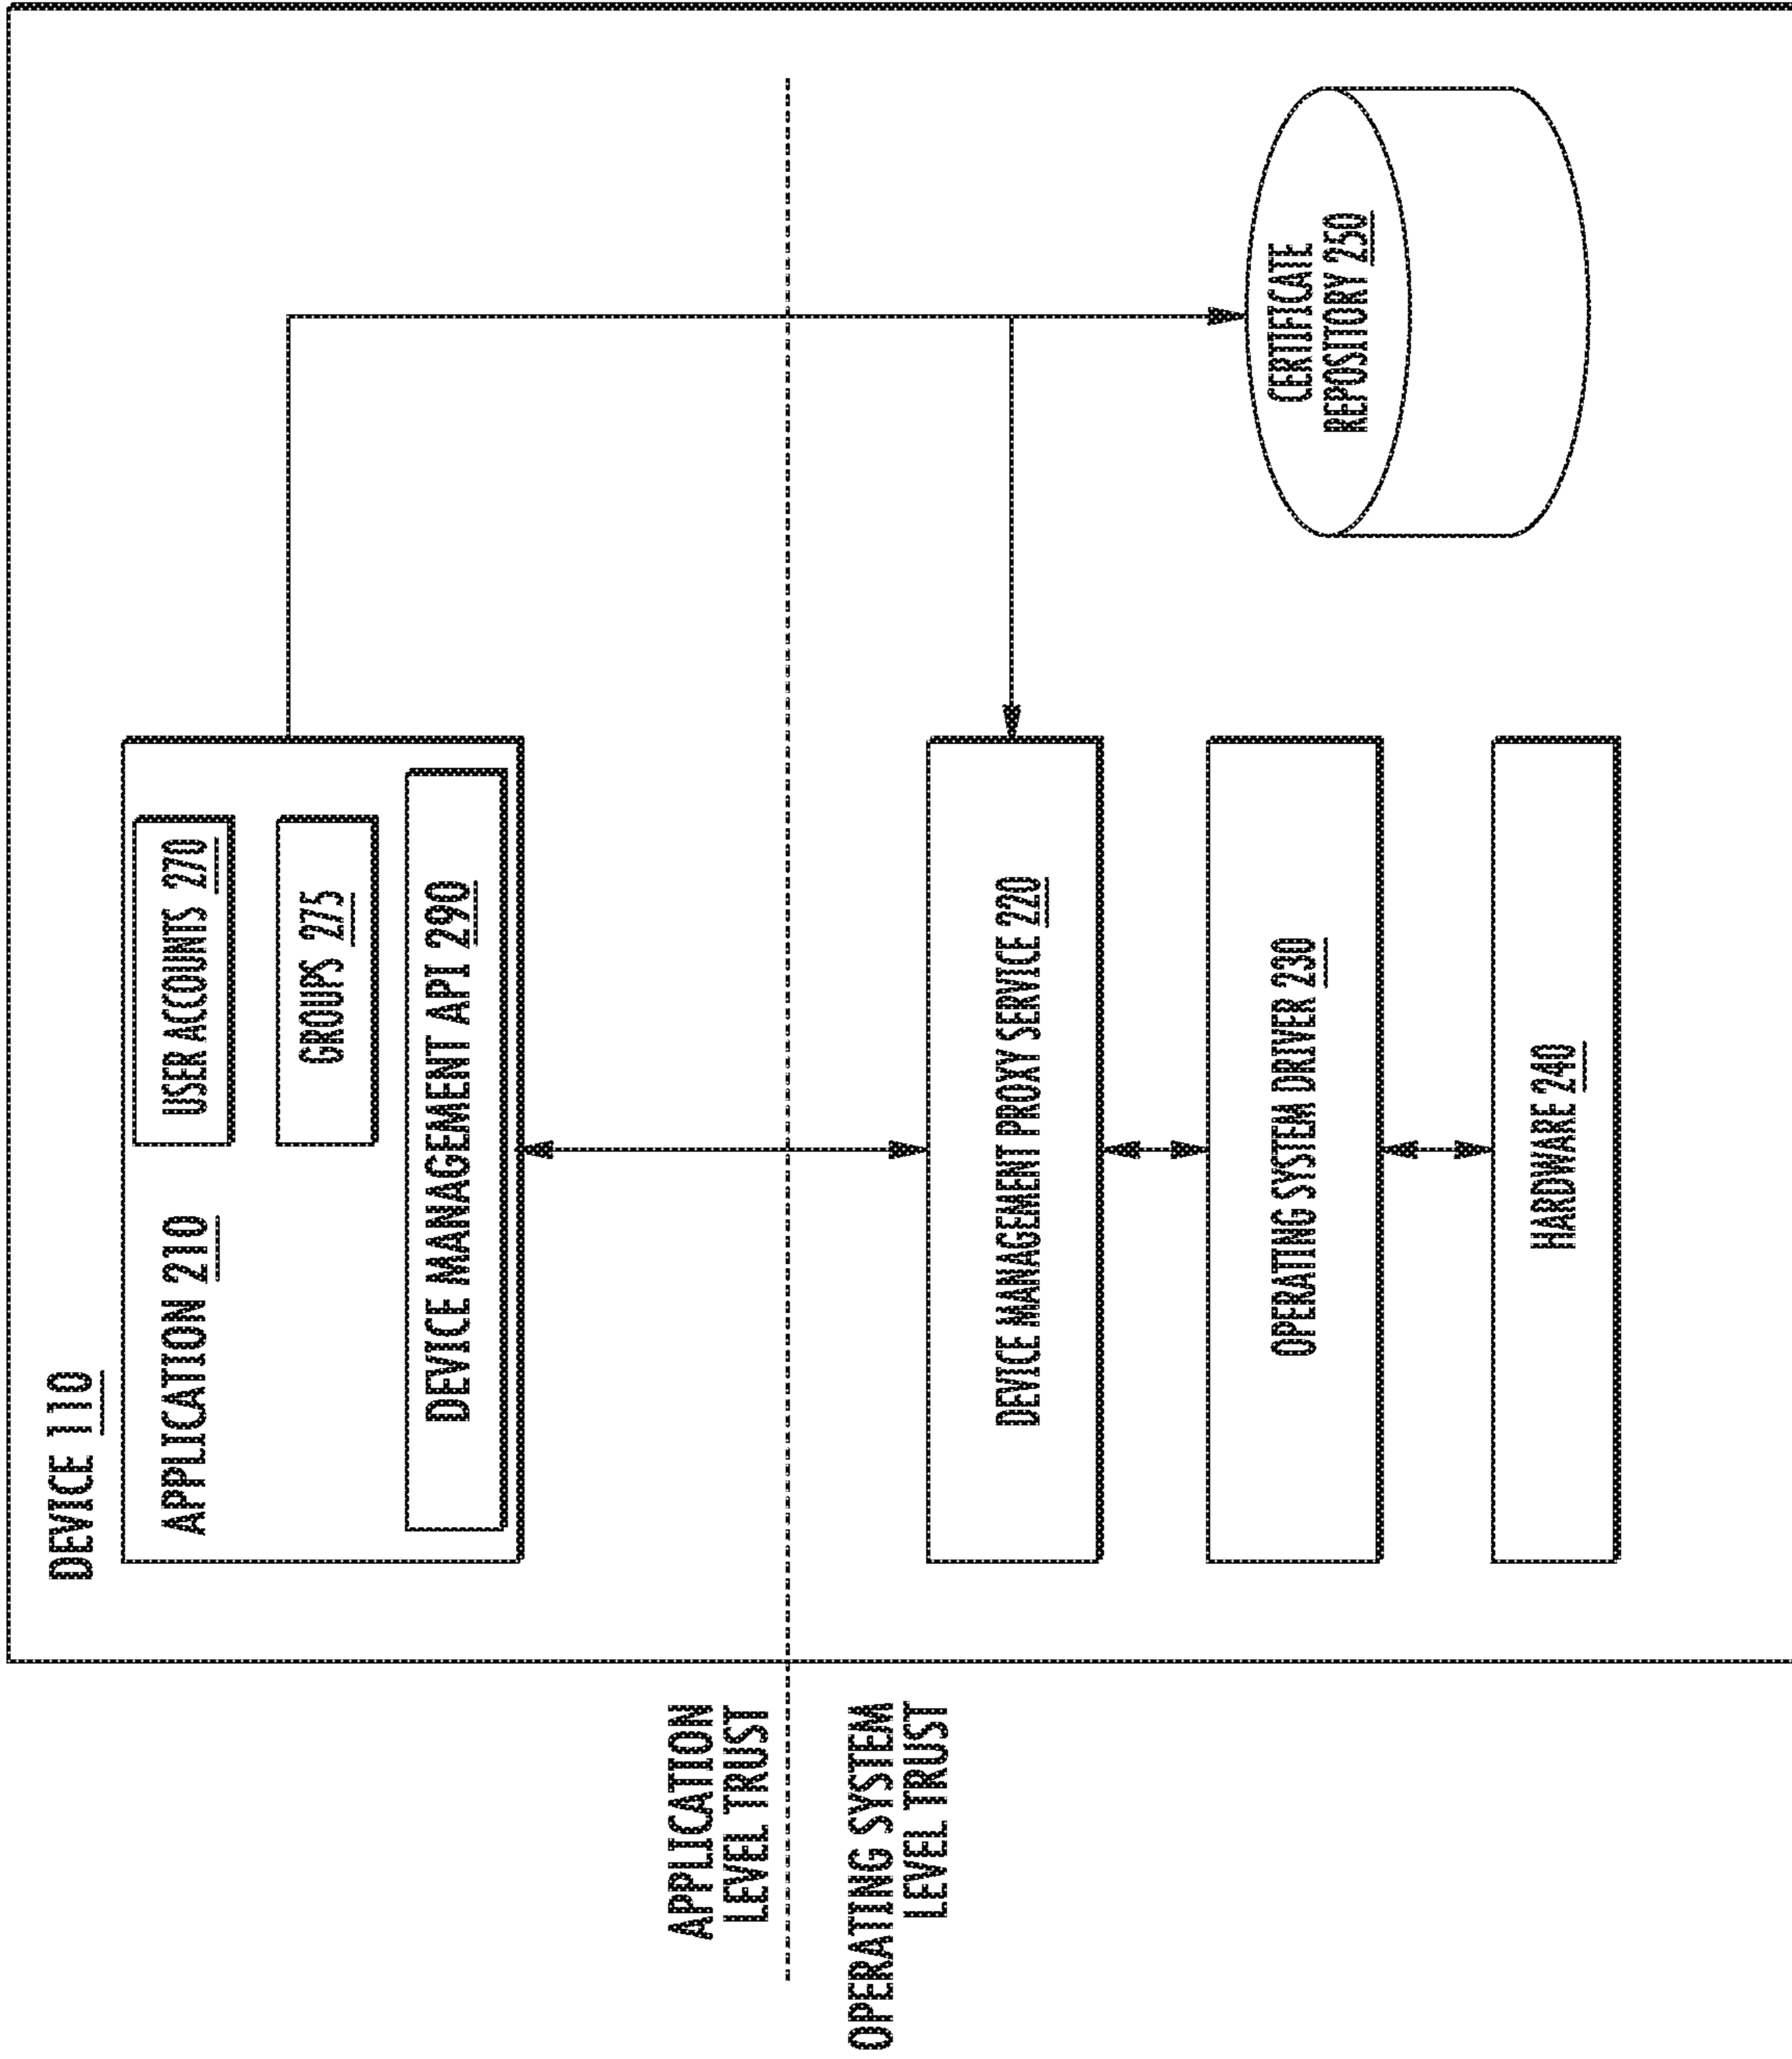 DEVICE 110
APPLICATION 210
USER ACCOUNTS 270
GROUPS 275
DEVICE MANAGEMENT API 290
APPLICATION
LEVEL TRUST
OPERATING SYSTEM
LEVEL TRUST
DEVICE MANAGEMENT PROXY SERVICE 220
OPERATING SYSTEM DRIVER 230
HARDWARE 240
CERTIFICATE
REPOSITORY 250